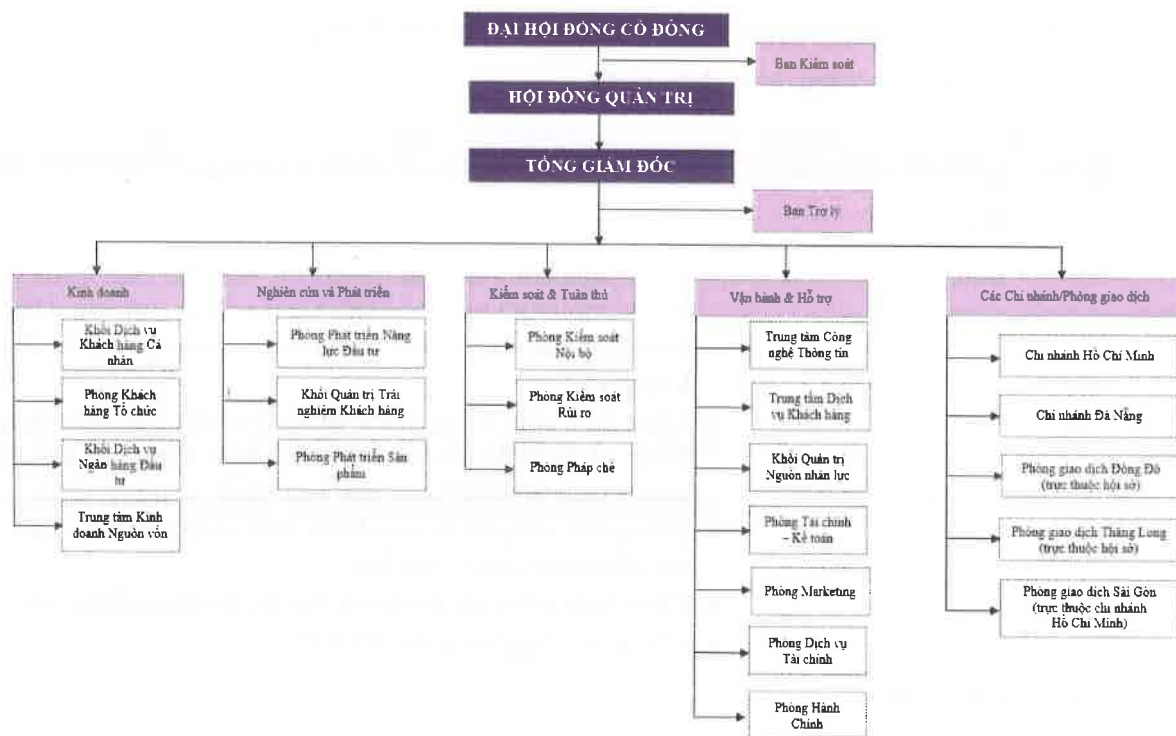 ĐẠI HỘI ĐỒNG CỔ ĐÔNG
Ban Kiểm soát
HỘI ĐỒNG QUẢN TRỊ
TỔNG GIÁM ĐỐC
Ban Trợ lý
Kinh doanh
Khối Dịch vụ
Khách hàng Cá
nhân
Phòng Khách
hàng Tổ chức
Khối Dịch vụ
Ngân hàng Đầu
tư
Trung tâm Kinh
doanh Nguồn vốn
Nghiên cứu và Phát triển
Phòng Phát triển Năng
lực Đầu tư
Khối Quản trị Trải
nghiệm Khách hàng
Phòng Phát triển Sản
phẩm
Kiểm soát & Tuân thủ
Phòng Kiểm soát
Nội bộ
Phòng Kiểm soát
Rủi ro
Phòng Pháp chế
Vận hành & Hỗ trợ
Trung tâm Công
nghệ Thông tin
Trung tâm Dịch
vụ Khách hàng
Khối Quản trị
Nguồn nhân lực
Phòng Tài chính
– Kế toán
Phòng Marketing
Phòng Dịch vụ
Tài chính
Phòng Hành
Chính
Các Chi nhánh/Phòng giao dịch
Chi nhánh Hồ Chí Minh
Chi nhánh Đà Nẵng
Phòng giao dịch Đông Đô
(trực thuộc hội sở)
Phòng giao dịch Thăng Long
(trực thuộc hội sở)
Phòng giao dịch Sài Gòn
(trực thuộc chi nhánh
Hồ Chí Minh)